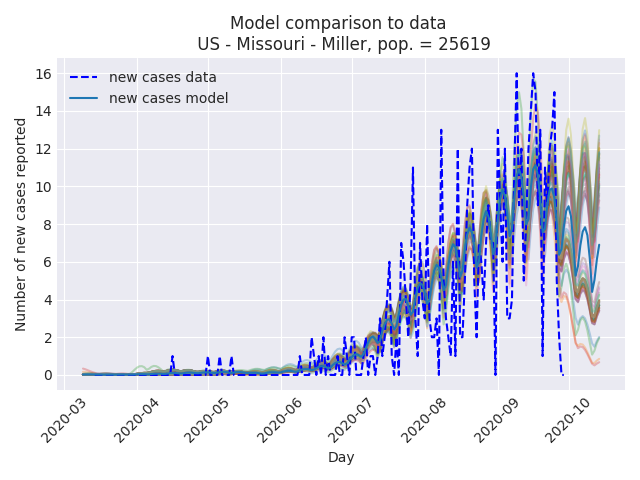 Model comparison to data
US - Missouri - Miller, pop. = 25619
new cases data
new cases model
Number of new cases reported
16
14
12
10
8
6
4
2
0
2020-03
2020-04
2020-05
2020-06
2020-07
2020-08
2020-09
2020-10
Day